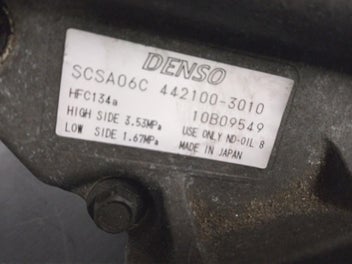 DENSO
SCSA06C 442100-3010
HFC134a 10B09549
HIGH SIDE 3.53MPa USE ONLY ND-OIL 8
LOW SIDE 1.67MPa MADE IN JAPAN